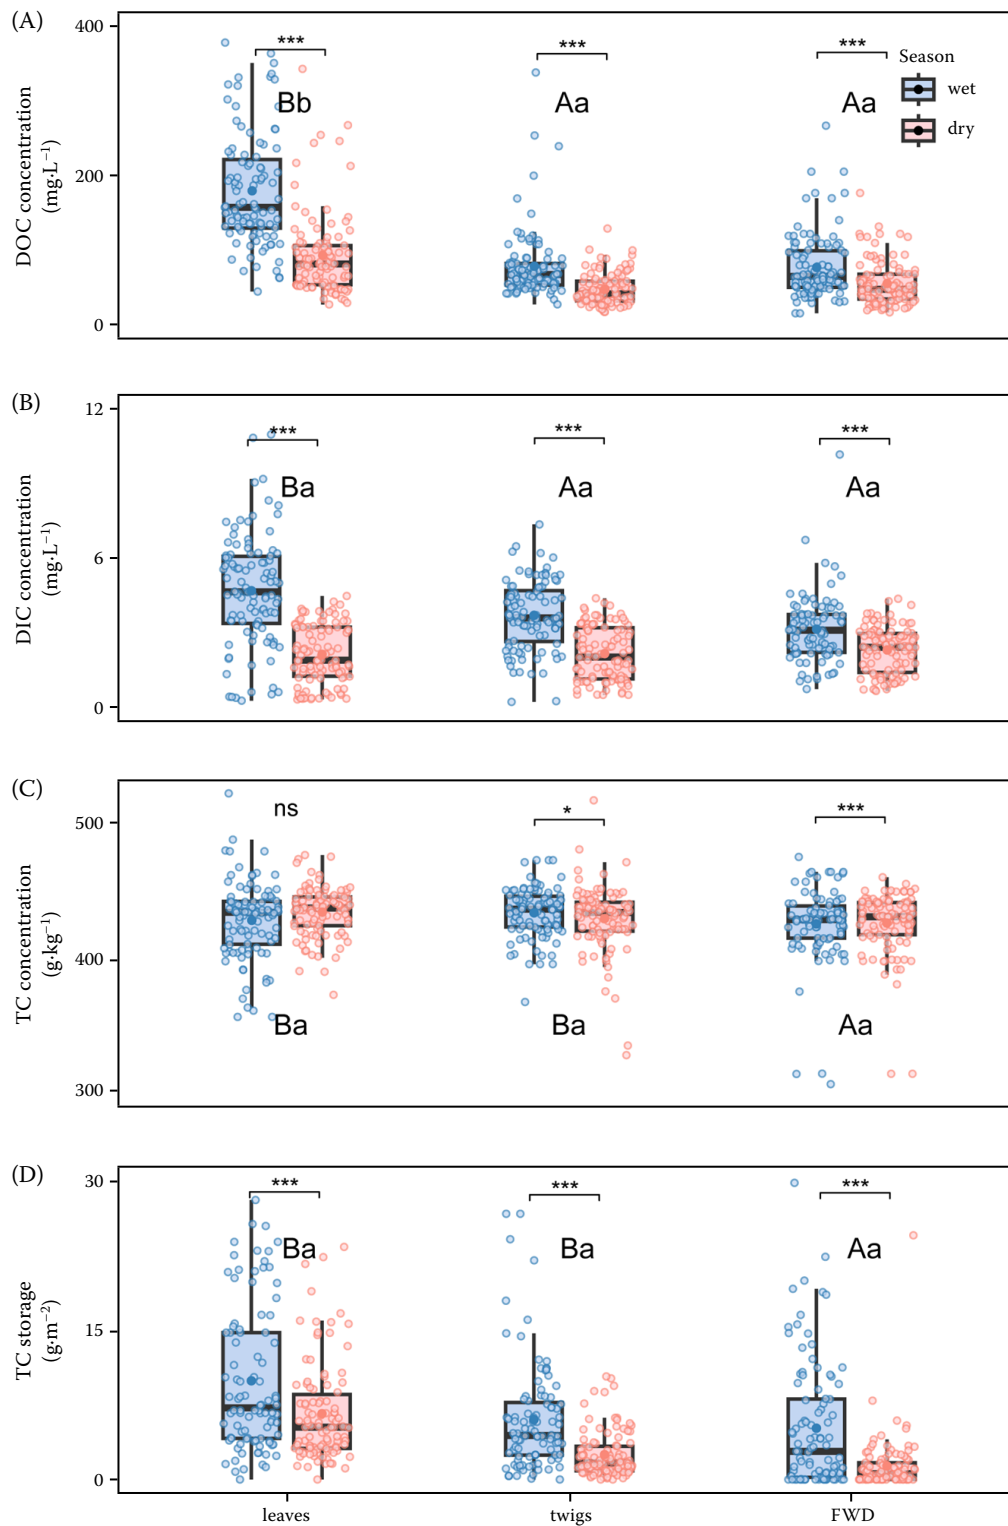 (A)
DOC concentration
(mg·L⁻¹)
400
200
0
***
***
***
Bb
Aa
Aa
Season
wet
dry
(B)
DIC concentration
(mg·L⁻¹)
12
6
0
***
***
***
Ba
Aa
Aa
(C)
TC concentration
(g·kg⁻¹)
500
400
300
ns
*
***
Ba
Ba
Aa
(D)
TC storage
(g·m⁻²)
30
15
0
***
***
***
Ba
Ba
Aa
leaves
twigs
FWD